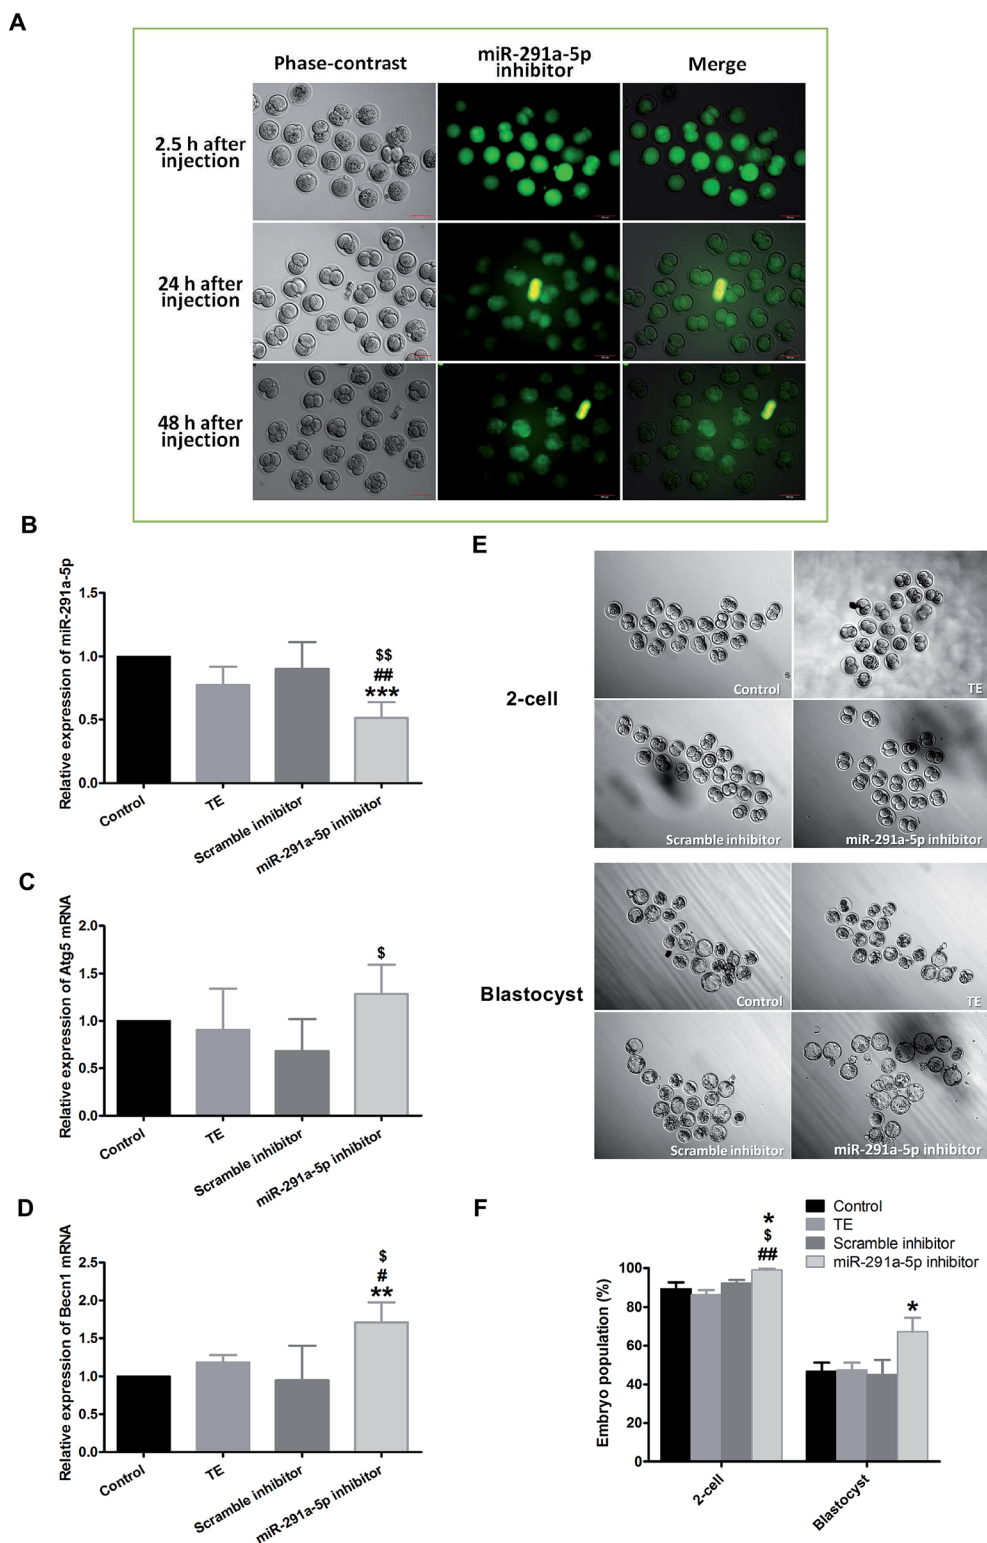 A
Phase-contrast
miR-291a-5p
inhibitor
Merge
2.5 h after
injection
24 h after
injection
48 h after
injection
B
Relative expression of miR-291a-5p
1.5
1.0
0.5
0.0
$$
##
***
Control
TE
Scramble inhibitor
miR-291a-5p inhibitor
C
Relative expression of Atg5 mRNA
2.0
1.5
1.0
0.5
0.0
$
Control
TE
Scramble inhibitor
miR-291a-5p inhibitor
D
Relative expression of Becn1 mRNA
2.5
2.0
1.5
1.0
0.5
0.0
$
#
**
Control
TE
Scramble inhibitor
miR-291a-5p inhibitor
E
2-cell
Control
TE
Scramble inhibitor
miR-291a-5p inhibitor
Blastocyst
Control
TE
Scramble inhibitor
miR-291a-5p inhibitor
F
Control
TE
Scramble inhibitor
miR-291a-5p inhibitor
Embryo population (%)
100
80
60
40
20
0
*
$
##
*
2-cell
Blastocyst